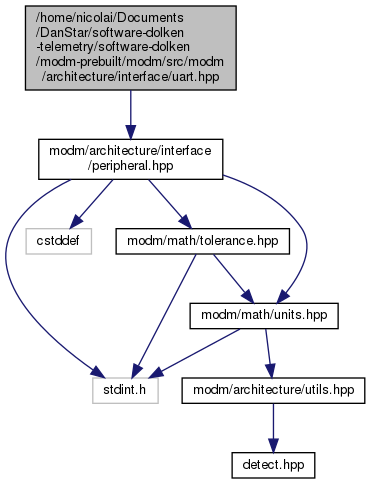 /home/nicolai/Documents
/DanStar/software-dolken
-telemetry/software-dolken
/modm-prebuilt/modm/src/modm
/architecture/interface/uart.hpp
modm/architecture/interface
/peripheral.hpp
cstddef
modm/math/tolerance.hpp
modm/math/units.hpp
stdint.h
modm/architecture/utils.hpp
detect.hpp